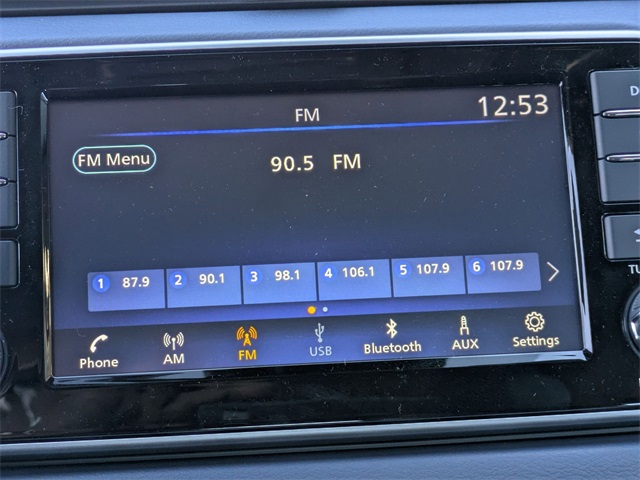 FM 12:53
FM Menu 90.5 FM
1 87.9 2 90.1 3 98.1 4 106.1 5 107.9 6 107.9
Phone AM FM USB Bluetooth AUX Settings